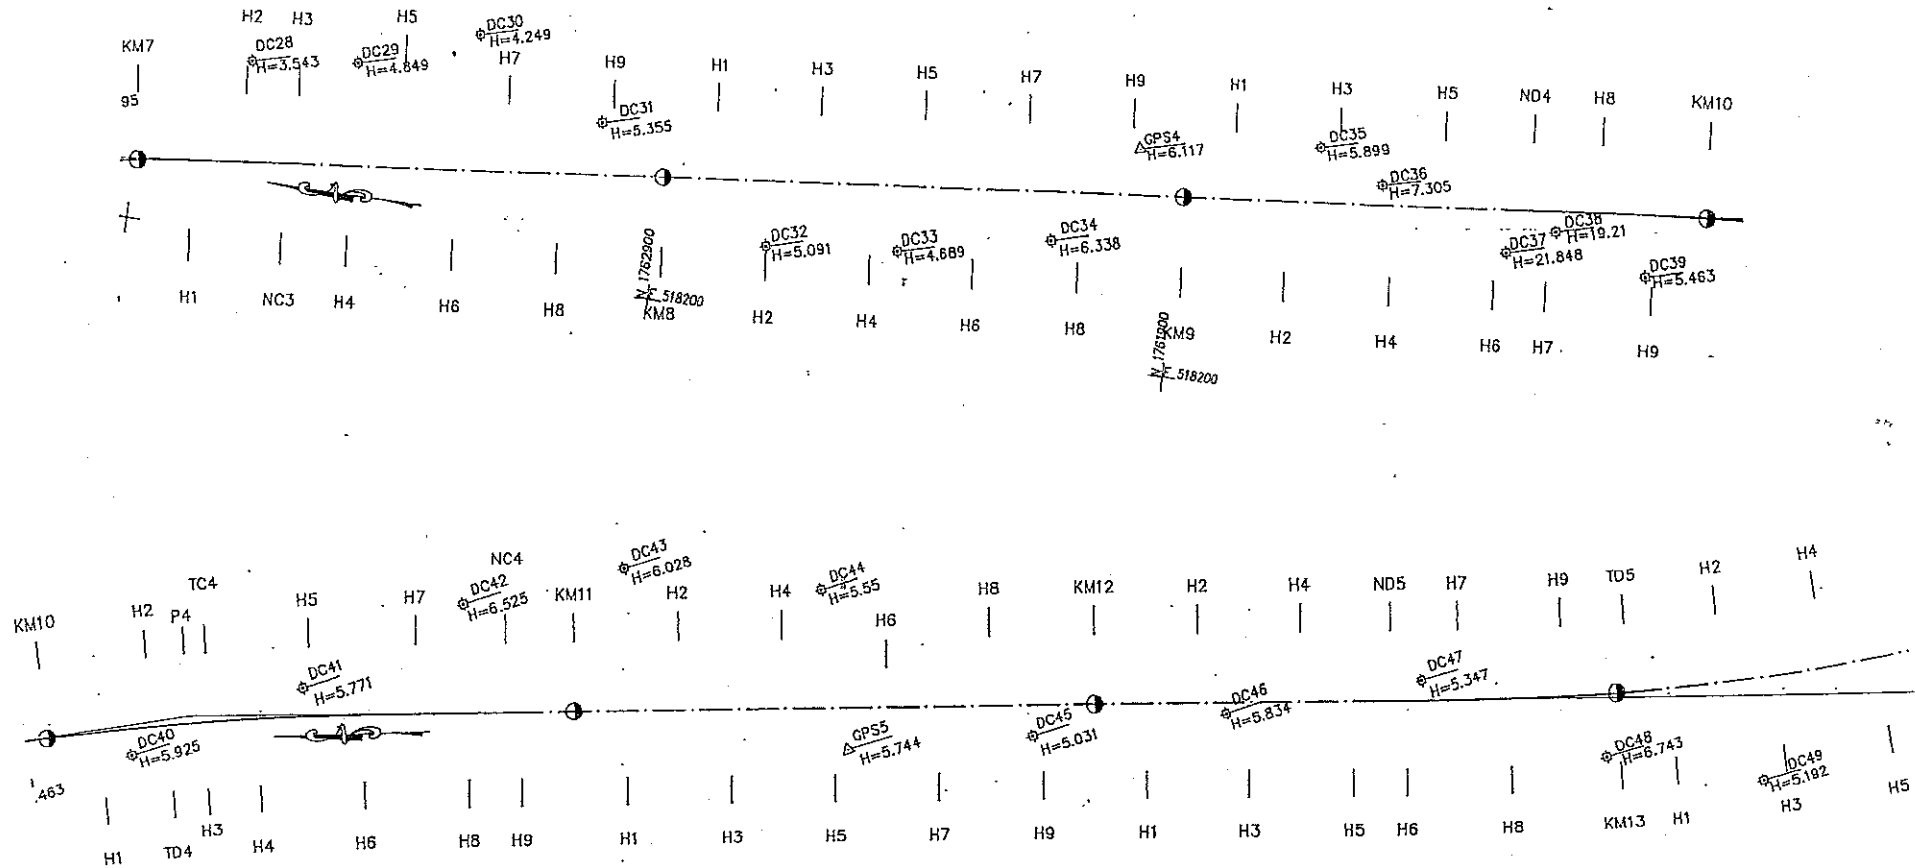 H2 H3 H5
KM7
DC28
H=3.543
DC29
H=4.849
DC30
H=4.249
H7 H9 H1 H3 H5 H7 H9 H1 H3 H5 ND4 H8 KM10
95
DC31
H=5.355
GPS4
H=6.117
DC35
H=5.899
DC36
H=7.305
DC32
H=5.091
DC33
H=4.689
DC34
H=6.338
DC37
H=21.848
DC38
H=19.21
DC39
H=5.463
N 1762900
E 518200
N 1761900
E 518200
H1 NC3 H4 H6 H8 KM8 H2 H4 H6 H8 KM9 H2 H4 H6 H7 H9
KM10 H2 P4 TC4 H5 H7 NC4 KM11 H2 H4 H6 H8 KM12 H2 H4 ND5 H7 H9 TD5 H2 H4
DC42
H=6.525
DC43
H=6.028
DC44
H=5.55
DC41
H=5.771
DC47
H=5.347
DC46
H=5.834
DC40
H=5.925
GPS5
H=5.744
DC45
H=5.031
DC48
H=6.743
DC49
H=5.192
.463
H1 TD4 H3 H4 H6 H8 H9 H1 H3 H5 H7 H9 H1 H3 H5 H6 H8 KM13 H1 H3 H5